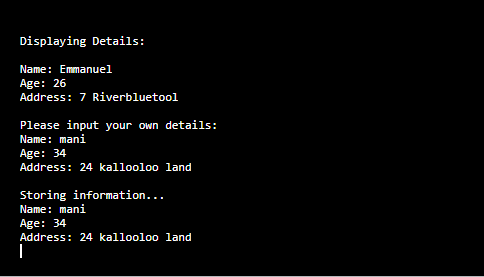 Displaying Details:
Name: Emmanuel
Age: 26
Address: 7 Riverbluetool
Please input your own details:
Name: mani
Age: 34
Address: 24 kallooloo land
Storing information...
Name: mani
Age: 34
Address: 24 kallooloo land